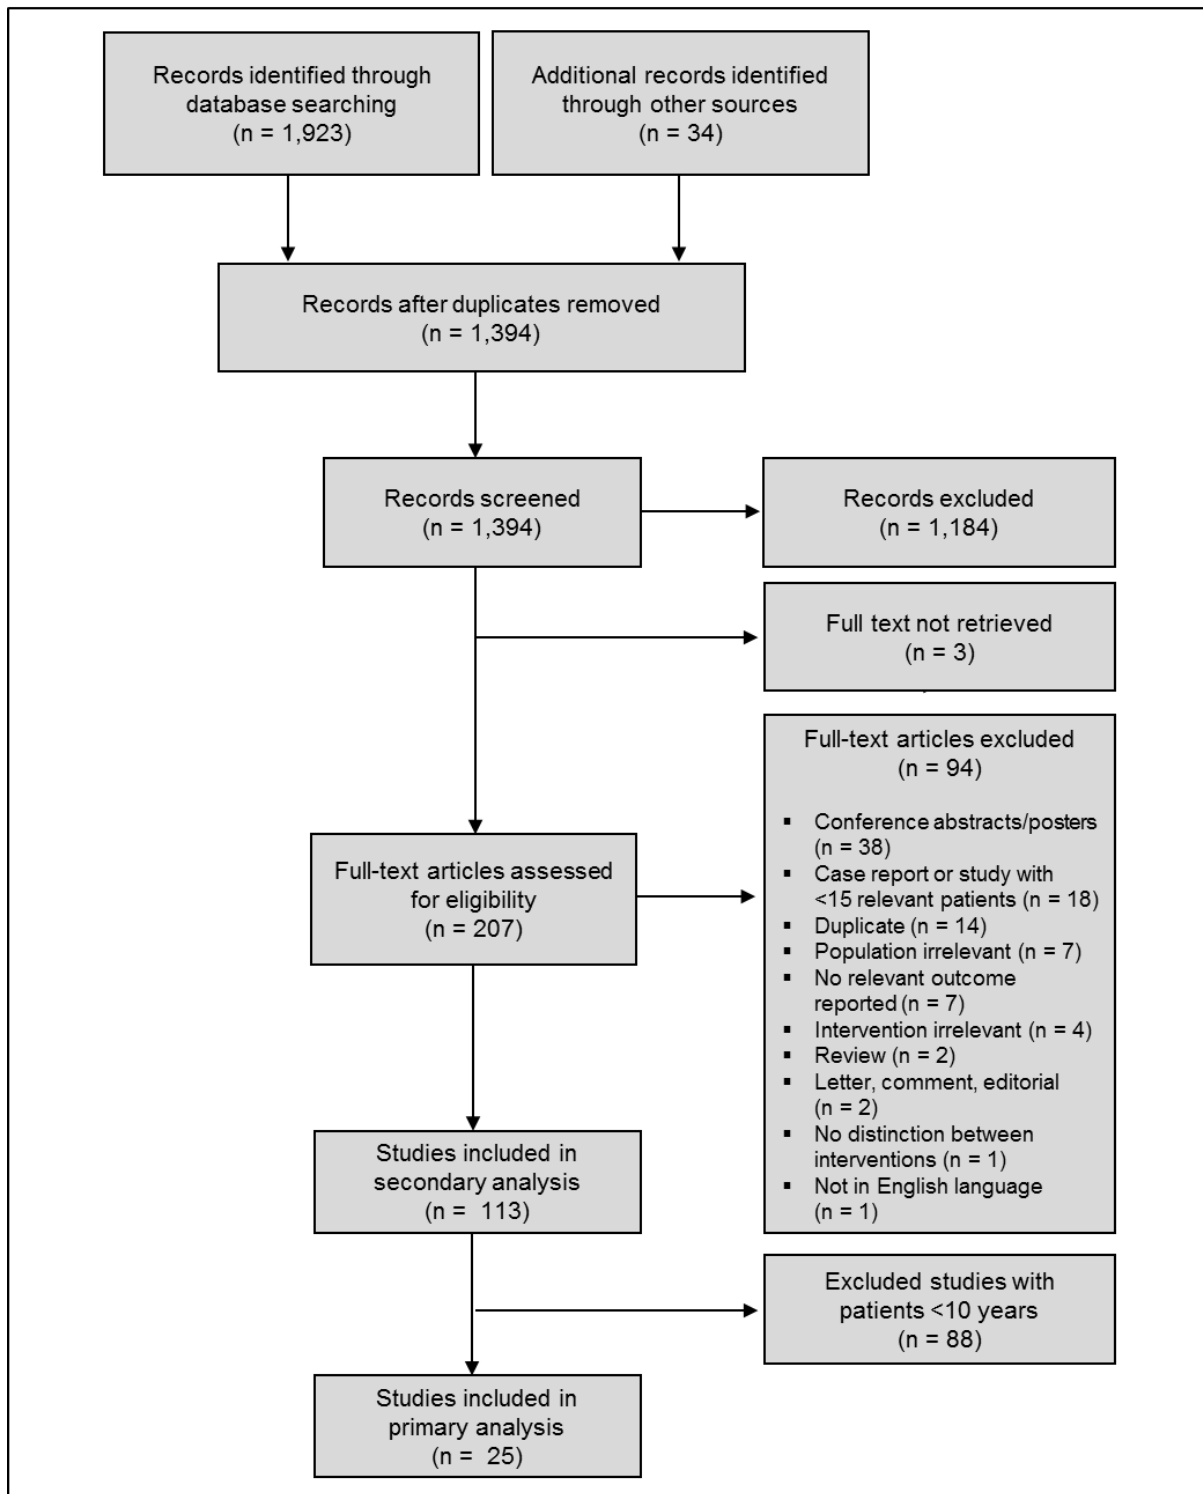 Records identified through
database searching
(n = 1,923)
Additional records identified
through other sources
(n = 34)
Records after duplicates removed
(n = 1,394)
Records screened
(n = 1,394)
Records excluded
(n = 1,184)
Full text not retrieved
(n = 3)
Full-text articles assessed
for eligibility
(n = 207)
Full-text articles excluded
(n = 94)
▪ Conference abstracts/posters
(n = 38)
▪ Case report or study with
<15 relevant patients (n = 18)
▪ Duplicate (n = 14)
▪ Population irrelevant (n = 7)
▪ No relevant outcome
reported (n = 7)
▪ Intervention irrelevant (n = 4)
▪ Review (n = 2)
▪ Letter, comment, editorial
(n = 2)
▪ No distinction between
interventions (n = 1)
▪ Not in English language
(n = 1)
Studies included in
secondary analysis
(n = 113)
Excluded studies with
patients <10 years
(n = 88)
Studies included in
primary analysis
(n = 25)